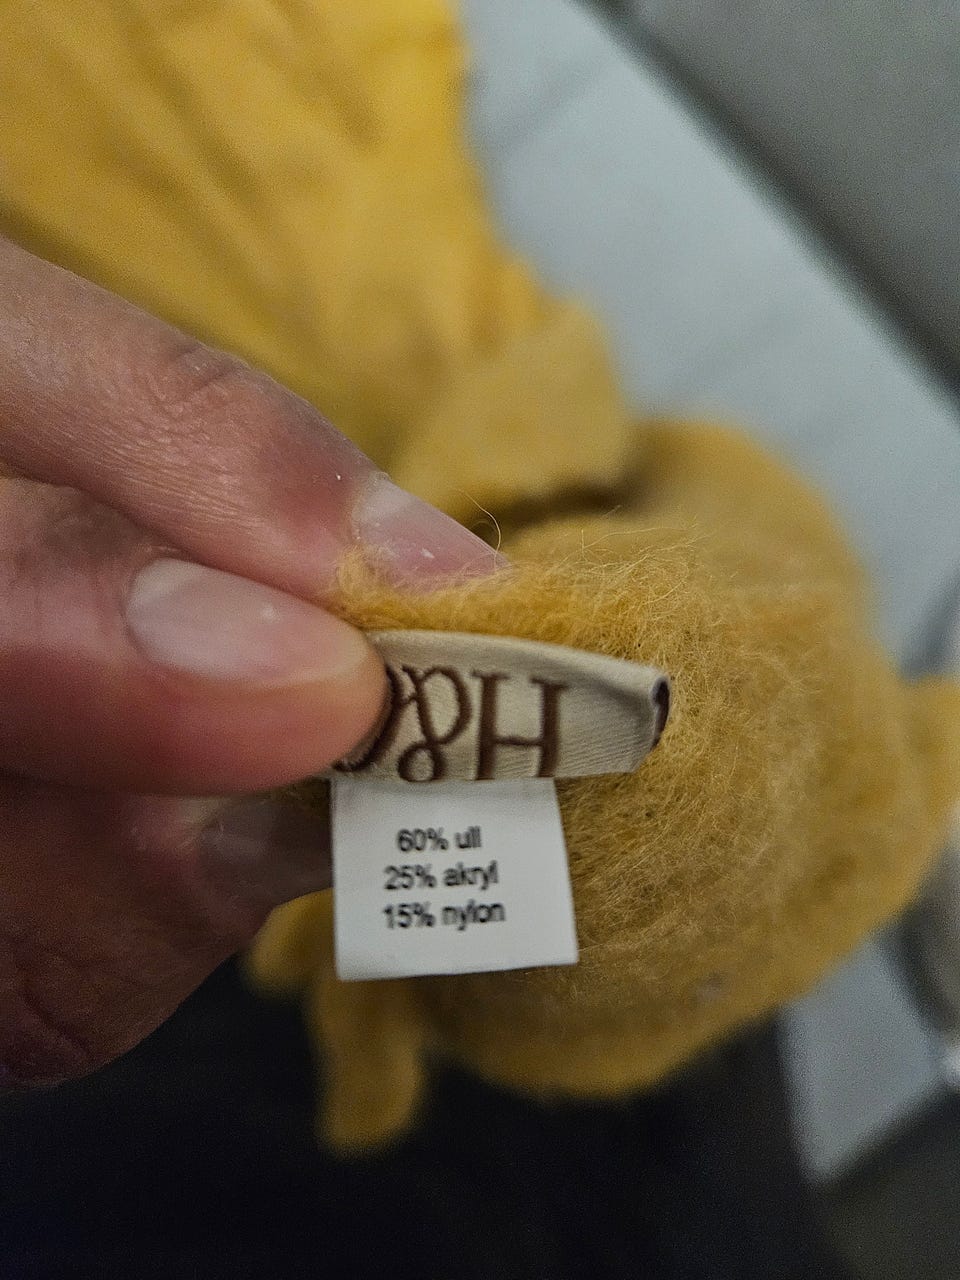 H&
60% ull
25% akryl
15% nylon